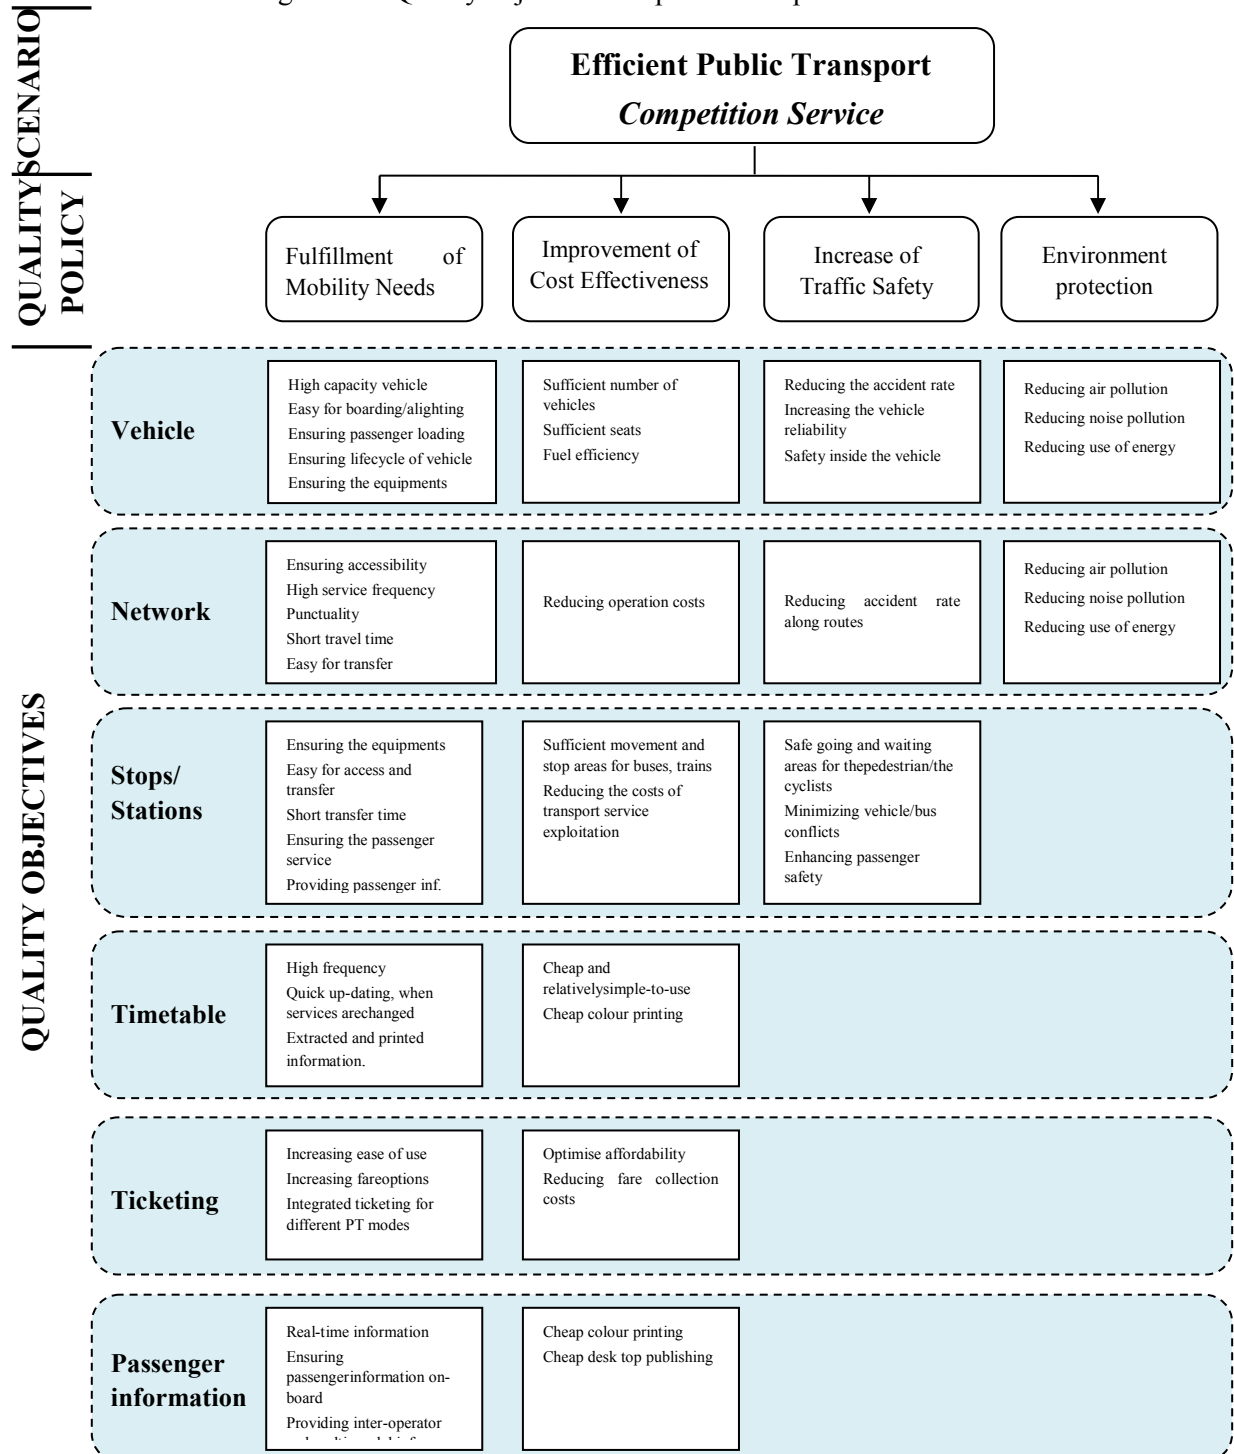 SCENARIO
Efficient Public Transport
Competition Service
QUALITY
POLICY
Fulfillment of
Mobility Needs
Improvement of
Cost Effectiveness
Increase of
Traffic Safety
Environment
protection
QUALITY OBJECTIVES
Vehicle
High capacity vehicle
Easy for boarding/alighting
Ensuring passenger loading
Ensuring lifecycle of vehicle
Ensuring the equipments
Sufficient number of
vehicles
Sufficient seats
Fuel efficiency
Reducing the accident rate
Increasing the vehicle
reliability
Safety inside the vehicle
Reducing air pollution
Reducing noise pollution
Reducing use of energy
Network
Ensuring accessibility
High service frequency
Punctuality
Short travel time
Easy for transfer
Reducing operation costs
Reducing accident rate
along routes
Reducing air pollution
Reducing noise pollution
Reducing use of energy
Stops/
Stations
Ensuring the equipments
Easy for access and
transfer
Short transfer time
Ensuring the passenger
service
Providing passenger inf.
Sufficient movement and
stop areas for buses, trains
Reducing the costs of
transport service
exploitation
Safe going and waiting
areas for thepedestrian/the
cyclists
Minimizing vehicle/bus
conflicts
Enhancing passenger
safety
Timetable
High frequency
Quick up-dating, when
services arechanged
Extracted and printed
information.
Cheap and
relativelysimple-to-use
Cheap colour printing
Ticketing
Increasing ease of use
Increasing fareoptions
Integrated ticketing for
different PT modes
Optimise affordability
Reducing fare collection
costs
Passenger
information
Real-time information
Ensuring
passengerinformation on-
board
Providing inter-operator
Cheap colour printing
Cheap desk top publishing